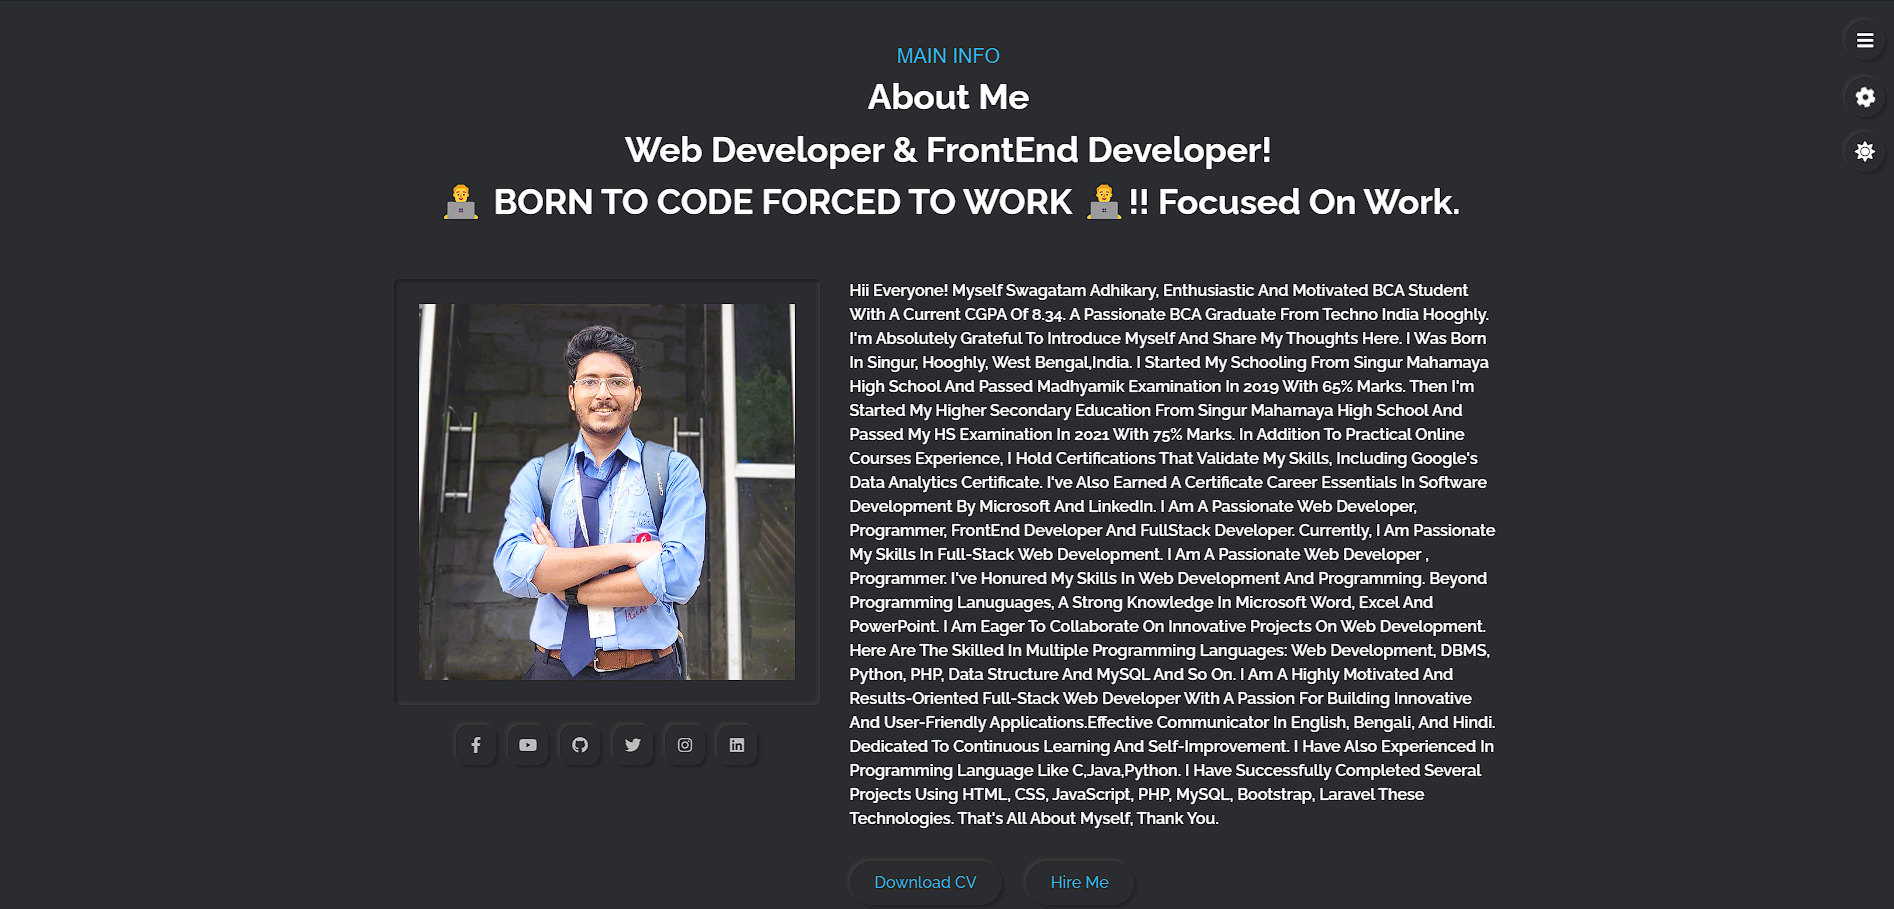 MAIN INFO
About Me
Web Developer & FrontEnd Developer!
👨‍💻 BORN TO CODE FORCED TO WORK 👨‍💻!! Focused On Work.
Hii Everyone! Myself Swagatam Adhikary, Enthusiastic And Motivated BCA Student
With A Current CGPA Of 8.34. A Passionate BCA Graduate From Techno India Hooghly.
I'm Absolutely Grateful To Introduce Myself And Share My Thoughts Here. I Was Born
In Singur, Hooghly, West Bengal,India. I Started My Schooling From Singur Mahamaya
High School And Passed Madhyamik Examination In 2019 With 65% Marks. Then I'm
Started My Higher Secondary Education From Singur Mahamaya High School And
Passed My HS Examination In 2021 With 75% Marks. In Addition To Practical Online
Courses Experience, I Hold Certifications That Validate My Skills, Including Google's
Data Analytics Certificate. I've Also Earned A Certificate Career Essentials In Software
Development By Microsoft And LinkedIn. I Am A Passionate Web Developer,
Programmer, FrontEnd Developer And FullStack Developer. Currently, I Am Passionate
My Skills In Full-Stack Web Development. I Am A Passionate Web Developer ,
Programmer. I've Honured My Skills In Web Development And Programming. Beyond
Programming Lanuguages, A Strong Knowledge In Microsoft Word, Excel And
PowerPoint. I Am Eager To Collaborate On Innovative Projects On Web Development.
Here Are The Skilled In Multiple Programming Languages: Web Development, DBMS,
Python, PHP, Data Structure And MySQL And So On. I Am A Highly Motivated And
Results-Oriented Full-Stack Web Developer With A Passion For Building Innovative
And User-Friendly Applications.Effective Communicator In English, Bengali, And Hindi.
Dedicated To Continuous Learning And Self-Improvement. I Have Also Experienced In
Programming Language Like C,Java,Python. I Have Successfully Completed Several
Projects Using HTML, CSS, JavaScript, PHP, MySQL, Bootstrap, Laravel These
Technologies. That's All About Myself, Thank You.
Download CV
Hire Me